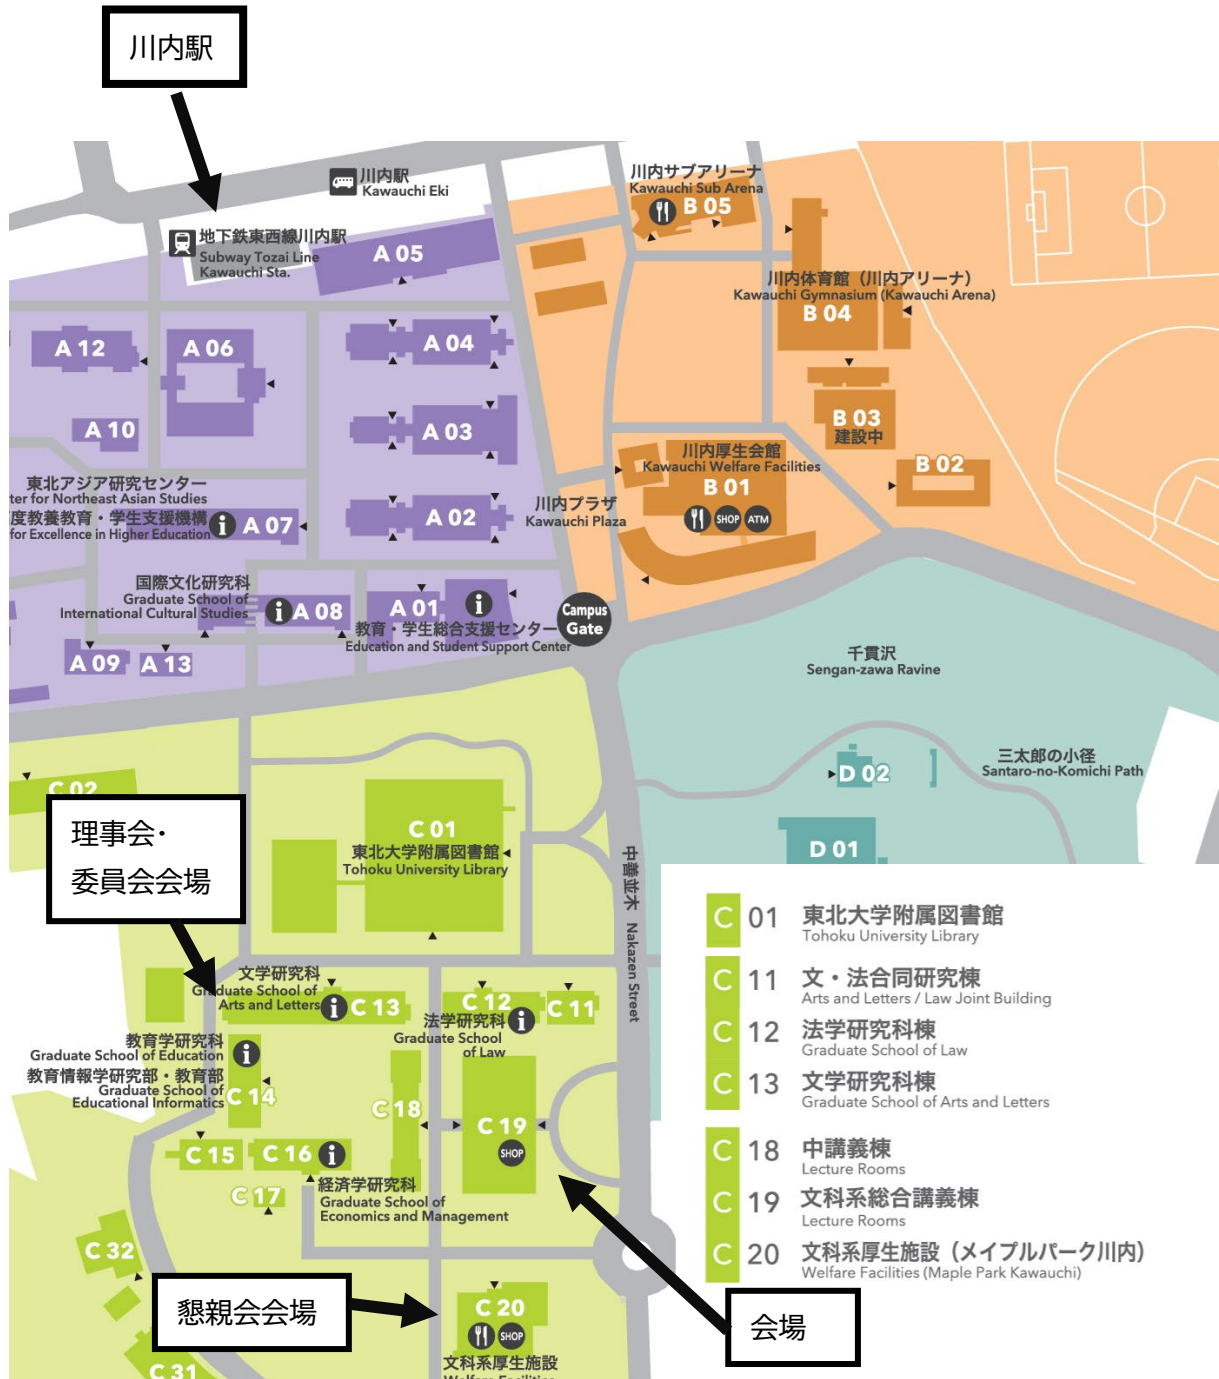 川内駅
川内駅
Kawauchi Eki
地下鉄東西線川内駅
Subway Tozai Line
Kawauchi Sta.
A 05
川内サブアリーナ
Kawauchi Sub Arena
B 05
川内体育館（川内アリーナ）
Kawauchi Gymnasium (Kawauchi Arena)
B 04
A 12
A 06
A 04
A 10
A 03
B 03
建設中
川内厚生会館
Kawauchi Welfare Facilities
B 01
SHOP
ATM
B 02
東北アジア研究センター
ter for Northeast Asian Studies
度教養教育・学生支援機構
for Excellence in Higher Education
A 07
A 02
川内プラザ
Kawauchi Plaza
国際文化研究科
Graduate School of
International Cultural Studies
A 08
A 01
教育・学生総合支援センター
Education and Student Support Center
Campus
Gate
A 09
A 13
千貫沢
Sengan-zawa Ravine
三太郎の小径
Santaro-no-Komichi Path
D 02
D 01
C 02
理事会・
委員会会場
C 01
東北大学附属図書館
Tohoku University Library
中善並木 Nakazen Street
文学研究科
Graduate School of
Arts and Letters
C 13
C 12
C 11
法学研究科
Graduate School
of Law
教育学研究科
Graduate School of Education
教育情報学研究部・教育部
Graduate School of
Educational Informatics
C 14
C 18
C 19
SHOP
C 15
C 16
C 17
経済学研究科
Graduate School of
Economics and Management
C 32
C 31
懇親会会場
C 20
SHOP
文科系厚生施設
会場
C 01 東北大学附属図書館
Tohoku University Library
C 11 文・法合同研究棟
Arts and Letters / Law Joint Building
C 12 法学研究科棟
Graduate School of Law
C 13 文学研究科棟
Graduate School of Arts and Letters
C 18 中講義棟
Lecture Rooms
C 19 文科系総合講義棟
Lecture Rooms
C 20 文科系厚生施設（メイプルパーク川内）
Welfare Facilities (Maple Park Kawauchi)